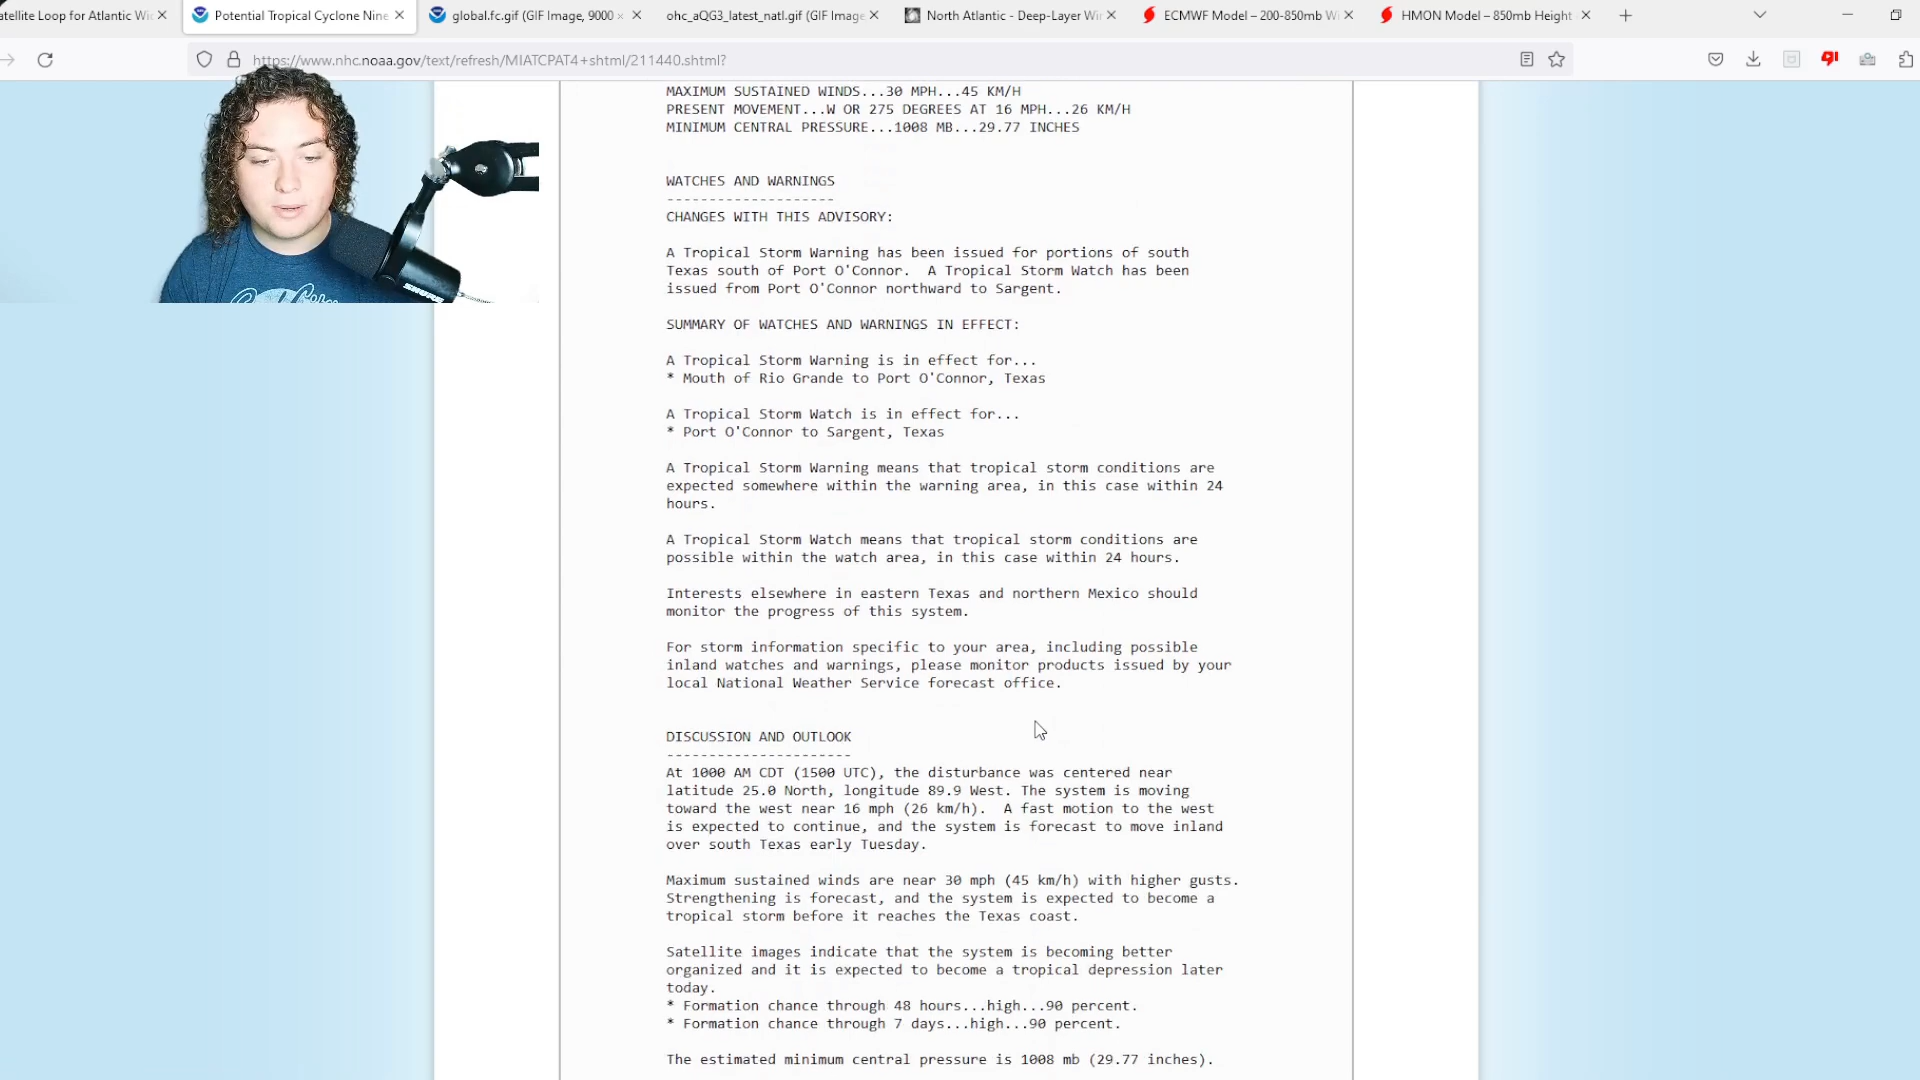 atellite Loop for Atlantic Wi
Potential Tropical Cyclone Nine
global.fc.gif (GIF Image, 9000
ohc_aQG3_latest_natl.gif (GIF Image
North Atlantic - Deep-Layer Win
ECMWF Model – 200-850mb Wi
HMON Model – 850mb Height
https://www.nhc.noaa.gov/text/refresh/MIATCPAT4+shtml/211440.shtml?
MAXIMUM SUSTAINED WINDS...30 MPH...45 KM/H
PRESENT MOVEMENT...W OR 275 DEGREES AT 16 MPH...26 KM/H
MINIMUM CENTRAL PRESSURE...1008 MB...29.77 INCHES
WATCHES AND WARNINGS
--------------------
CHANGES WITH THIS ADVISORY:
A Tropical Storm Warning has been issued for portions of south
Texas south of Port O'Connor.  A Tropical Storm Watch has been
issued from Port O'Connor northward to Sargent.
SUMMARY OF WATCHES AND WARNINGS IN EFFECT:
A Tropical Storm Warning is in effect for...
* Mouth of Rio Grande to Port O'Connor, Texas
A Tropical Storm Watch is in effect for...
* Port O'Connor to Sargent, Texas
A Tropical Storm Warning means that tropical storm conditions are
expected somewhere within the warning area, in this case within 24
hours.
A Tropical Storm Watch means that tropical storm conditions are
possible within the watch area, in this case within 24 hours.
Interests elsewhere in eastern Texas and northern Mexico should
monitor the progress of this system.
For storm information specific to your area, including possible
inland watches and warnings, please monitor products issued by your
local National Weather Service forecast office.
DISCUSSION AND OUTLOOK
----------------------
At 1000 AM CDT (1500 UTC), the disturbance was centered near
latitude 25.0 North, longitude 89.9 West. The system is moving
toward the west near 16 mph (26 km/h).  A fast motion to the west
is expected to continue, and the system is forecast to move inland
over south Texas early Tuesday.
Maximum sustained winds are near 30 mph (45 km/h) with higher gusts.
Strengthening is forecast, and the system is expected to become a
tropical storm before it reaches the Texas coast.
Satellite images indicate that the system is becoming better
organized and it is expected to become a tropical depression later
today.
* Formation chance through 48 hours...high...90 percent.
* Formation chance through 7 days...high...90 percent.
The estimated minimum central pressure is 1008 mb (29.77 inches).
SHURE